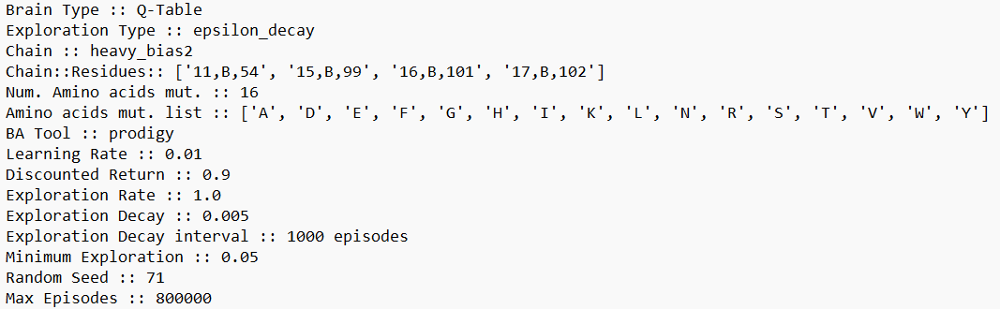 Brain Type :: Q-Table
Exploration Type :: epsilon_decay
Chain :: heavy_bias2
Chain::Residues:: ['11,B,54', '15,B,99', '16,B,101', '17,B,102']
Num. Amino acids mut. :: 16
Amino acids mut. list :: ['A', 'D', 'E', 'F', 'G', 'H', 'I', 'K', 'L', 'N', 'R', 'S', 'T', 'V', 'W', 'Y']
BA Tool :: prodigy
Learning Rate :: 0.01
Discounted Return :: 0.9
Exploration Rate :: 1.0
Exploration Decay :: 0.005
Exploration Decay interval :: 1000 episodes
Minimum Exploration :: 0.05
Random Seed :: 71
Max Episodes :: 800000